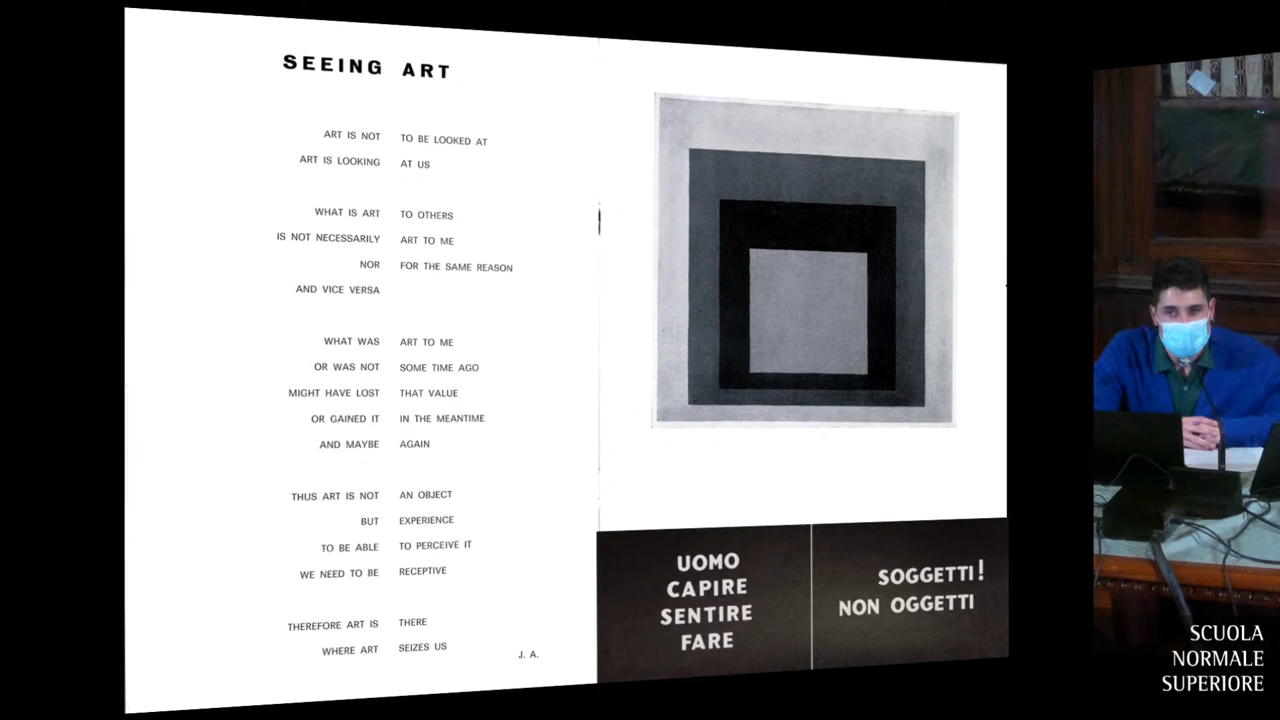 SEEING ART
ART IS NOT TO BE LOOKED AT
ART IS LOOKING AT US
WHAT IS ART TO OTHERS
IS NOT NECESSARILY ART TO ME
NOR FOR THE SAME REASON
AND VICE VERSA
WHAT WAS ART TO ME
OR WAS NOT SOME TIME AGO
MIGHT HAVE LOST THAT VALUE
OR GAINED IT IN THE MEANTIME
AND MAYBE AGAIN
THUS ART IS NOT AN OBJECT
BUT EXPERIENCE
TO BE ABLE TO PERCEIVE IT
WE NEED TO BE RECEPTIVE
THEREFORE ART IS THERE
WHERE ART SEIZES US
J. A.
UOMO
CAPIRE
SENTIRE
FARE
SOGGETTI!
NON OGGETTI
SCUOLA
NORMALE
SUPERIORE